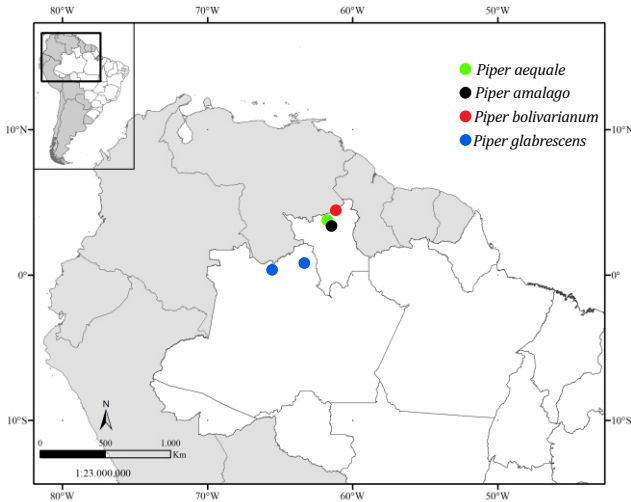 80°W 70°W 60°W 50°W
Piper aequale
Piper amalago
Piper bolivarianum
Piper glabrescens
10°N 10°N
0° 0°
10°S 10°S
N
0 500 1.000
Km
1:23.000.000
80°W 70°W 60°W 50°W